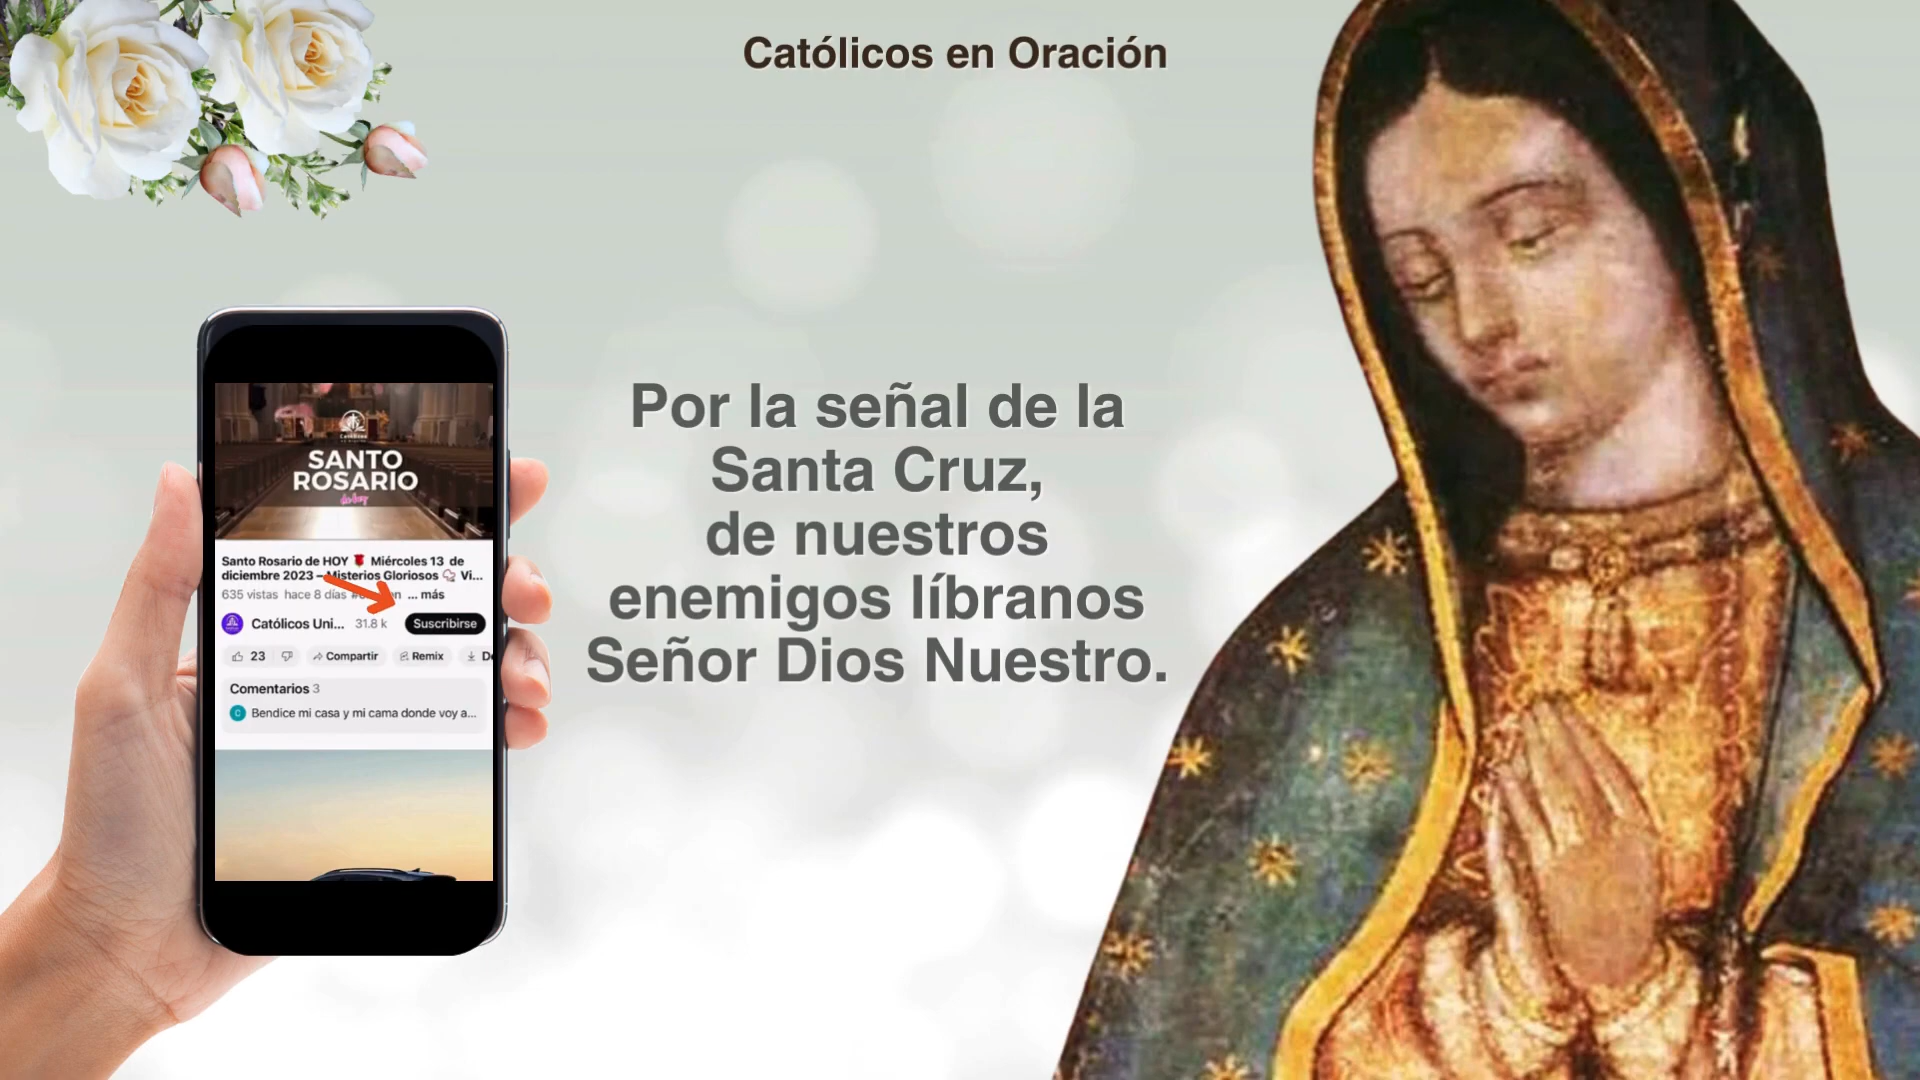 Católicos en Oración
Por la señal de la
Santa Cruz,
de nuestros
enemigos líbranos
Señor Dios Nuestro.
SANTO
ROSARIO
de hoy
Santo Rosario de HOY 🌹 Miércoles 13 de
diciembre 2023 – Misterios Gloriosos Vi...
635 vistas hace 8 días ... más
Católicos Uni... 31.8 k Suscribirse
23 Compartir Remix
Comentarios 3
C Bendice mi casa y mi cama donde voy a...